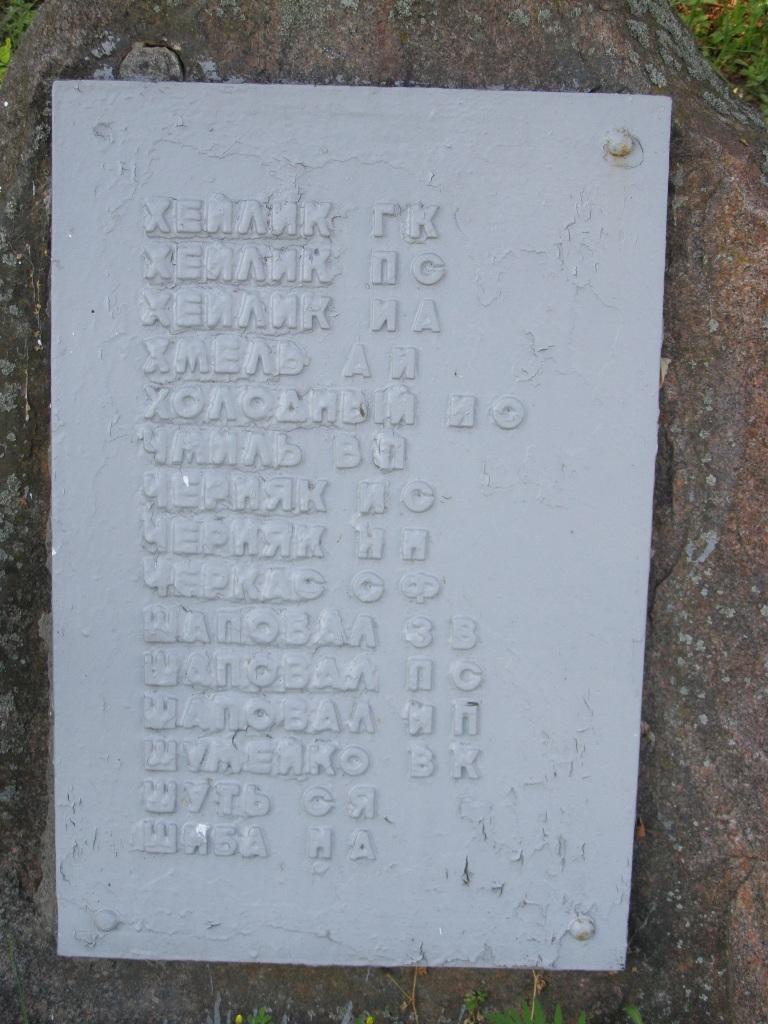 ХЕЙЛИК Г К
ХЕЙЛИК П С
ХЕЙЛИК И А
ХМЕЛЬ А И
ХОЛОДНЫЙ И О
ЧМИЛЬ В П
ЧЕРНЯК И С
ЧЕРНЯК Н И
ЧЕРКАС С Ф
ШАПОВАЛ З В
ШАПОВАЛ П С
ШАПОВАЛ И П
ШУМЕЙКО В К
ШУТЬ С Я
ШИБА И А